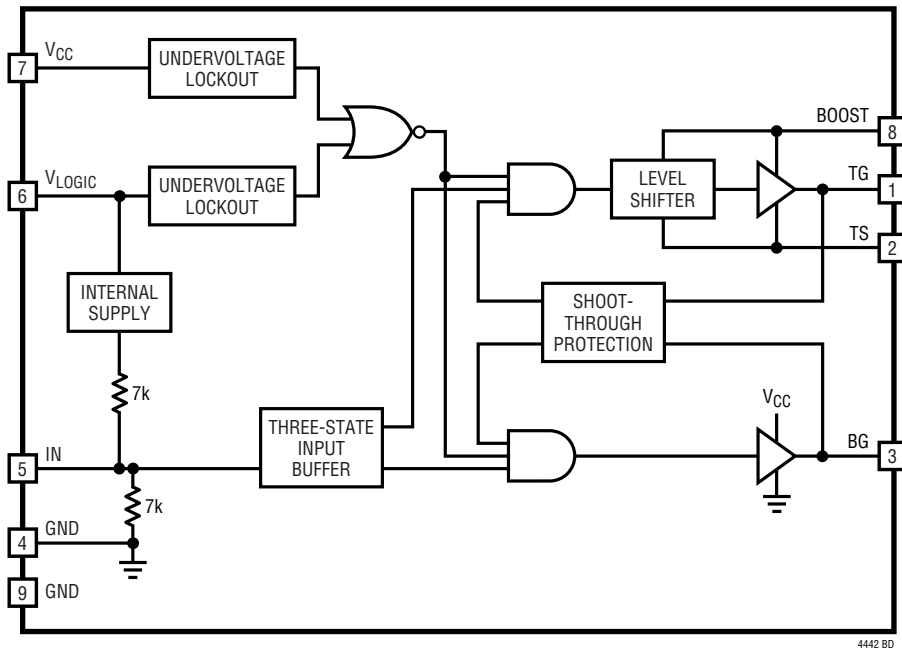 7
VCC
UNDERVOLTAGE
LOCKOUT
BOOST
8
6
VLOGIC
UNDERVOLTAGE
LOCKOUT
LEVEL
SHIFTER
TG
1
TS
2
INTERNAL
SUPPLY
SHOOT-
THROUGH
PROTECTION
7k
VCC
5
IN
THREE-STATE
INPUT
BUFFER
BG
3
7k
4
GND
9
GND
4442 BD